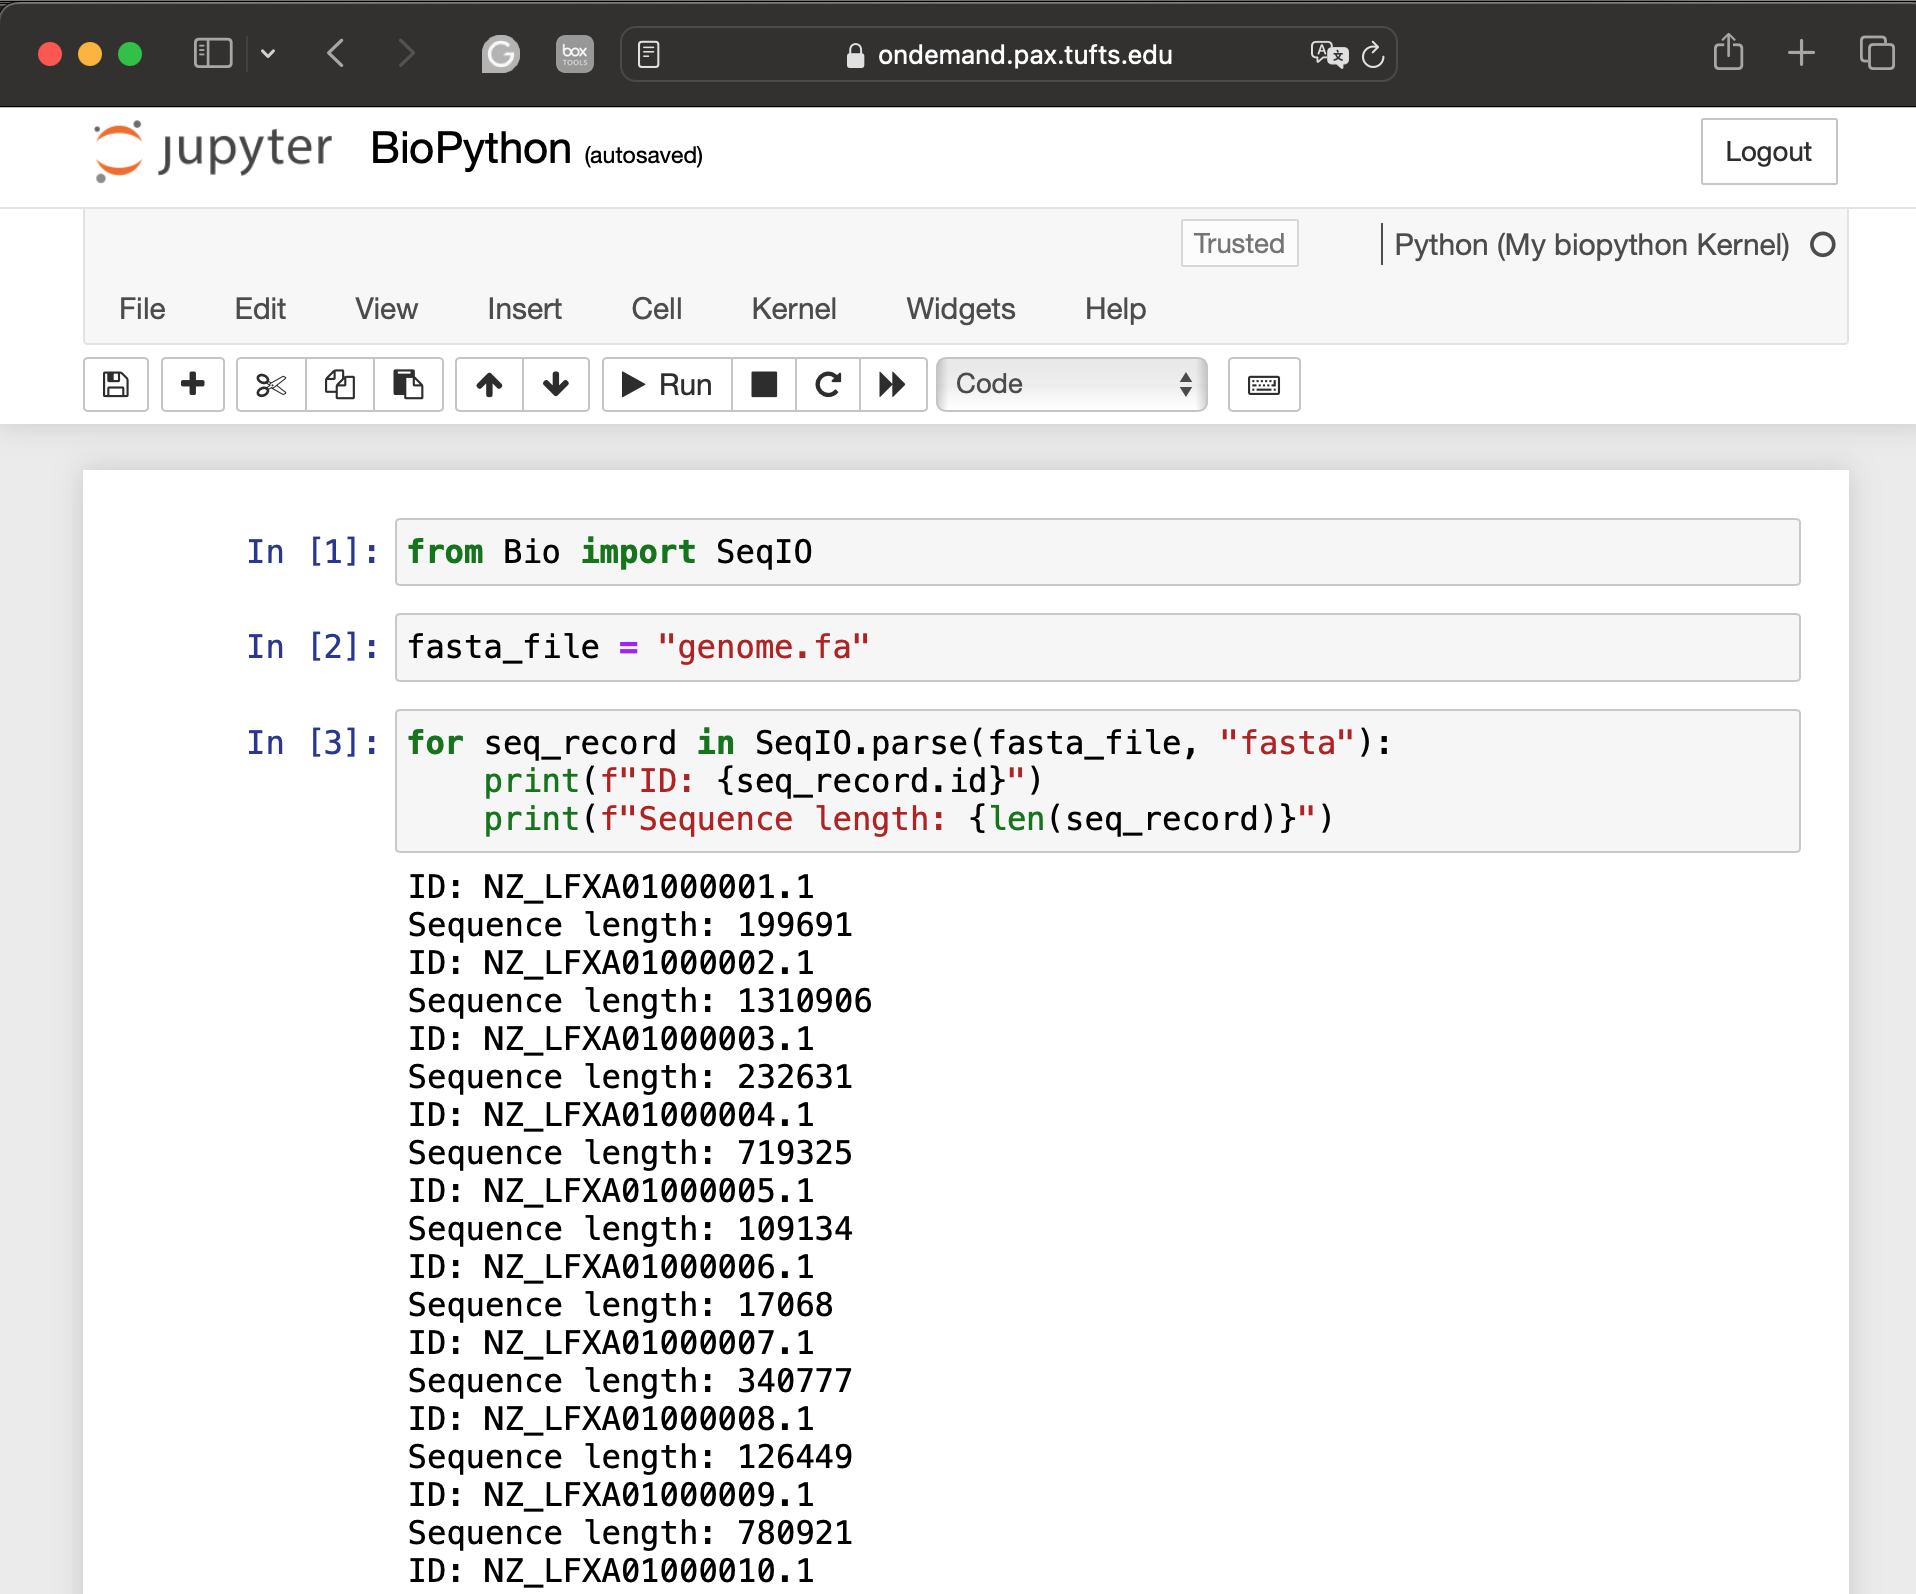 box
TOOLS
ondemand.pax.tufts.edu
jupyter BioPython (autosaved)
Logout
Trusted
Python (My biopython Kernel)
File Edit View Insert Cell Kernel Widgets Help
Run
Code
In [1]: from Bio import SeqIO
In [2]: fasta_file = "genome.fa"
In [3]: for seq_record in SeqIO.parse(fasta_file, "fasta"):
    print(f"ID: {seq_record.id}")
    print(f"Sequence length: {len(seq_record)}")
ID: NZ_LFXA01000001.1
Sequence length: 199691
ID: NZ_LFXA01000002.1
Sequence length: 1310906
ID: NZ_LFXA01000003.1
Sequence length: 232631
ID: NZ_LFXA01000004.1
Sequence length: 719325
ID: NZ_LFXA01000005.1
Sequence length: 109134
ID: NZ_LFXA01000006.1
Sequence length: 17068
ID: NZ_LFXA01000007.1
Sequence length: 340777
ID: NZ_LFXA01000008.1
Sequence length: 126449
ID: NZ_LFXA01000009.1
Sequence length: 780921
ID: NZ_LFXA01000010.1